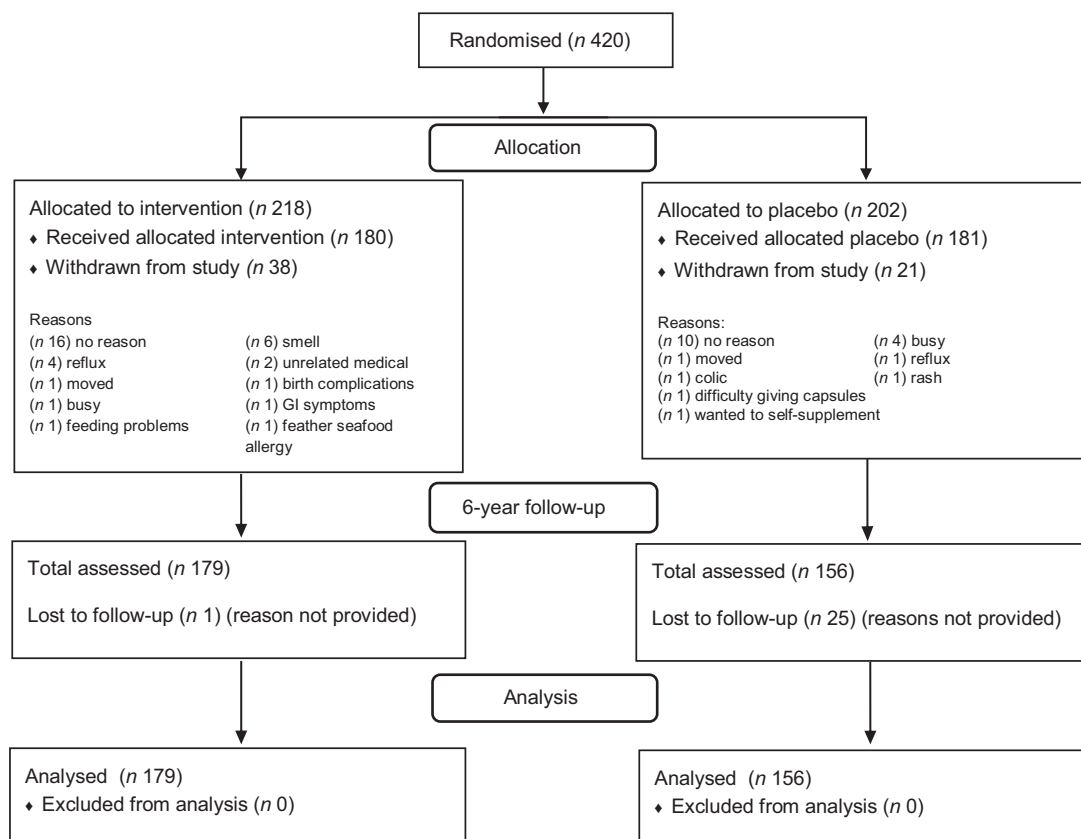 Randomised (n 420)
Allocation
Allocated to intervention (n 218)
♦ Received allocated intervention (n 180)
♦ Withdrawn from study (n 38)
Reasons
(n 16) no reason
(n 4) reflux
(n 1) moved
(n 1) busy
(n 1) feeding problems
(n 6) smell
(n 2) unrelated medical
(n 1) birth complications
(n 1) GI symptoms
(n 1) feather seafood
allergy
Allocated to placebo (n 202)
♦ Received allocated placebo (n 181)
♦ Withdrawn from study (n 21)
Reasons:
(n 10) no reason
(n 1) moved
(n 1) colic
(n 1) difficulty giving capsules
(n 1) wanted to self-supplement
(n 4) busy
(n 1) reflux
(n 1) rash
6-year follow-up
Total assessed (n 179)
Lost to follow-up (n 1) (reason not provided)
Total assessed (n 156)
Lost to follow-up (n 25) (reasons not provided)
Analysis
Analysed (n 179)
♦ Excluded from analysis (n 0)
Analysed (n 156)
♦ Excluded from analysis (n 0)